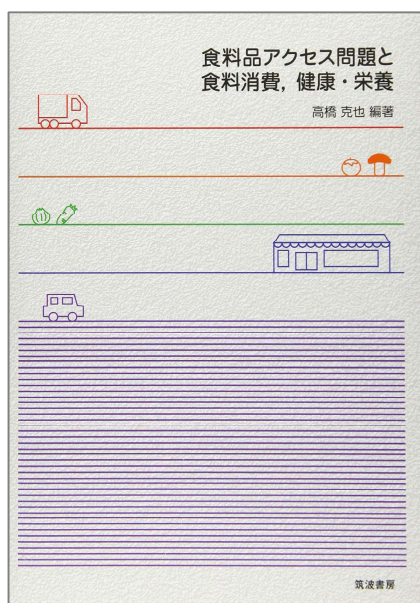 食料品アクセス問題と
食料消費，健康・栄養
高橋 克也 編著
筑波書房